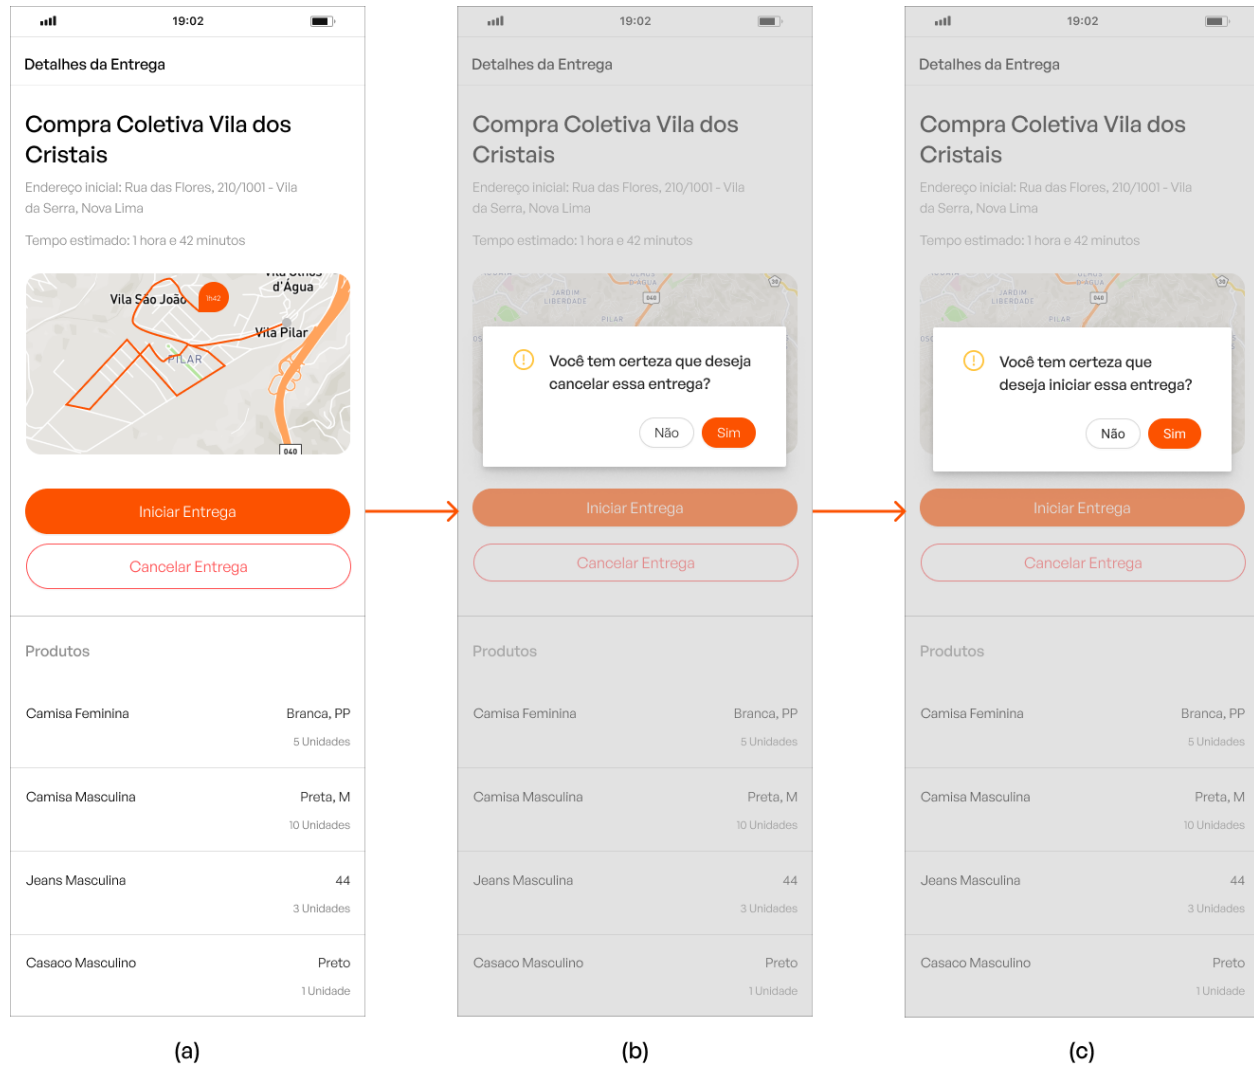 19:02
Detalhes da Entrega
Compra Coletiva Vila dos
Cristais
Endereço inicial: Rua das Flores, 210/1001 - Vila
da Serra, Nova Lima
Tempo estimado: 1 hora e 42 minutos
d'Água
Vila São João
1h42
Vila Pilar
PILAR
040
Iniciar Entrega
Cancelar Entrega
Produtos
Camisa Feminina Branca, PP
5 Unidades
Camisa Masculina Preta, M
10 Unidades
Jeans Masculina 44
3 Unidades
Casaco Masculino Preto
1 Unidade
(a)
19:02
Detalhes da Entrega
Compra Coletiva Vila dos
Cristais
Endereço inicial: Rua das Flores, 210/1001 - Vila
da Serra, Nova Lima
Tempo estimado: 1 hora e 42 minutos
D'ÁGUA
JARDIM
LIBERDADE
040
PILAR
Você tem certeza que deseja
cancelar essa entrega?
Não Sim
Iniciar Entrega
Cancelar Entrega
Produtos
Camisa Feminina Branca, PP
5 Unidades
Camisa Masculina Preta, M
10 Unidades
Jeans Masculina 44
3 Unidades
Casaco Masculino Preto
1 Unidade
(b)
19:02
Detalhes da Entrega
Compra Coletiva Vila dos
Cristais
Endereço inicial: Rua das Flores, 210/1001 - Vila
da Serra, Nova Lima
Tempo estimado: 1 hora e 42 minutos
D'ÁGUA
JARDIM
LIBERDADE
040
PILAR
Você tem certeza que
deseja iniciar essa entrega?
Não Sim
Iniciar Entrega
Cancelar Entrega
Produtos
Camisa Feminina Branca, PP
5 Unidades
Camisa Masculina Preta, M
10 Unidades
Jeans Masculina 44
3 Unidades
Casaco Masculino Preto
1 Unidade
(c)